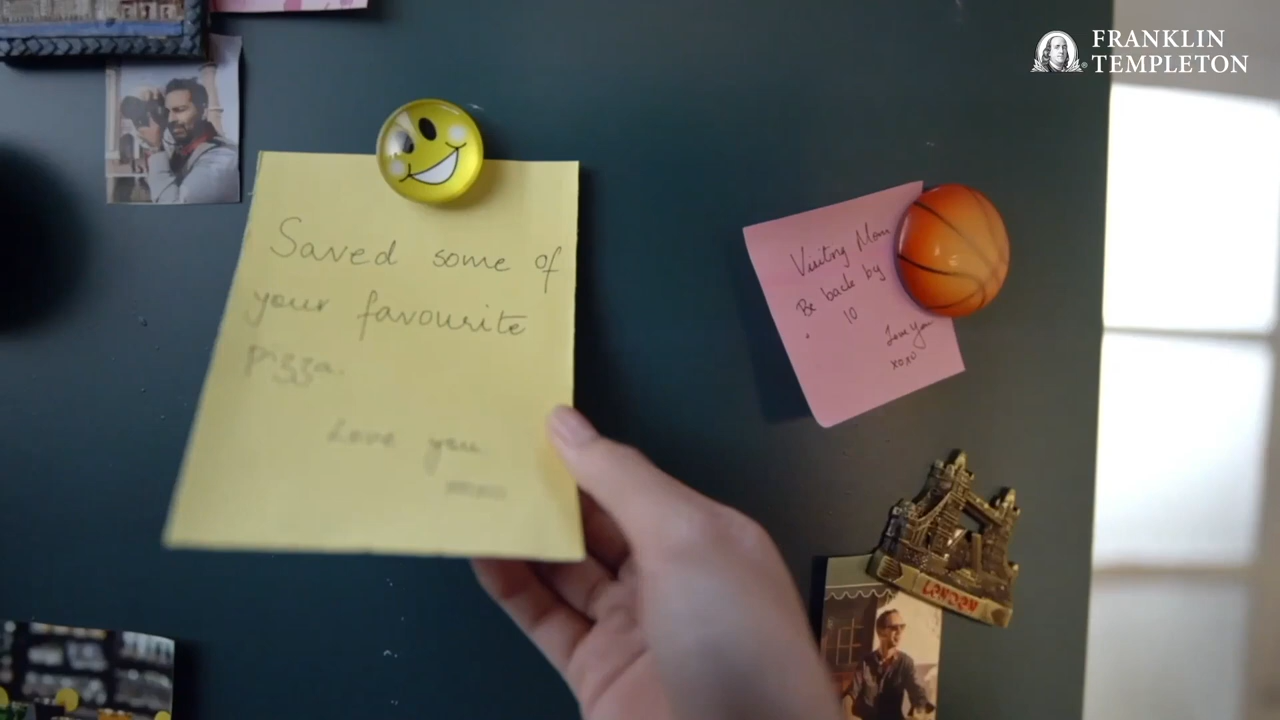 FRANKLIN
TEMPLETON
Saved some of
your favourite
pizza.
Love you
Visiting Mom
Be back by
10
Love you
xoxo
LONDON